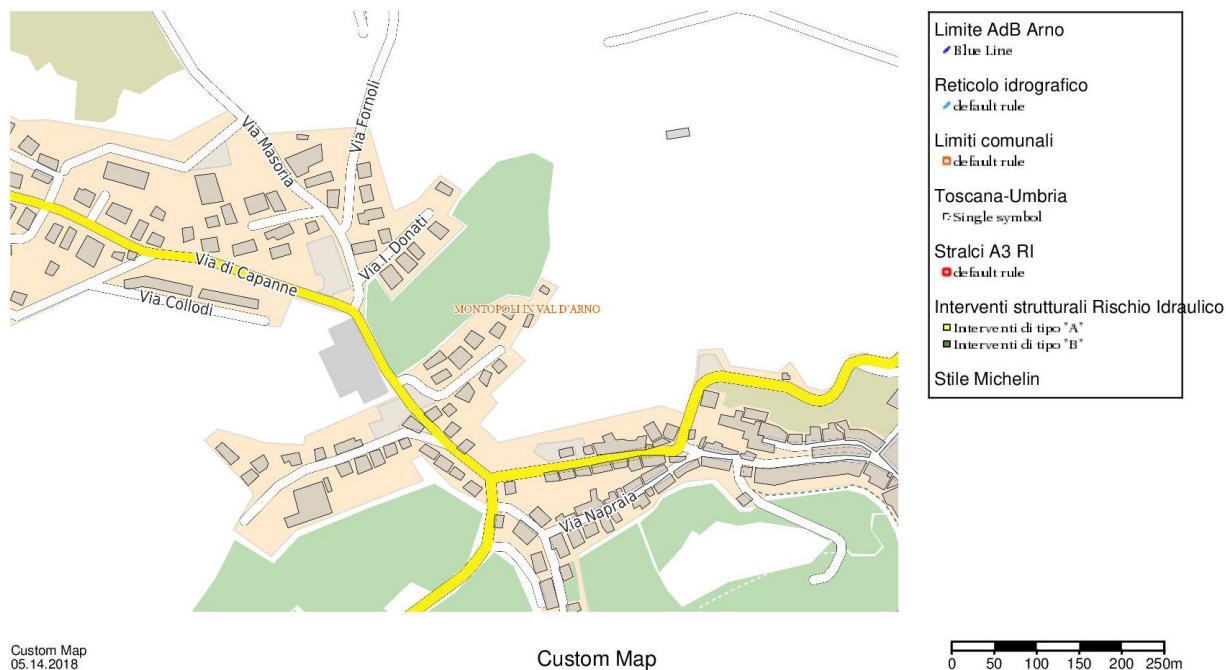 Via Masoria
Via Fornoli
Via I. Donati
Via di Capanne
Via Collodi
MONTOPOLI IN VAL D'ARNO
Via Napraia
Limite AdB Arno
Blue Line
Reticolo idrografico
default rule
Limiti comunali
default rule
Toscana-Umbria
Single symbol
Stralci A3 RI
default rule
Interventi strutturali Rischio Idraulico
Interventi di tipo "A"
Interventi di tipo "B"
Stile Michelin
Custom Map
05.14.2018
Custom Map
0 50 100 150 200 250m